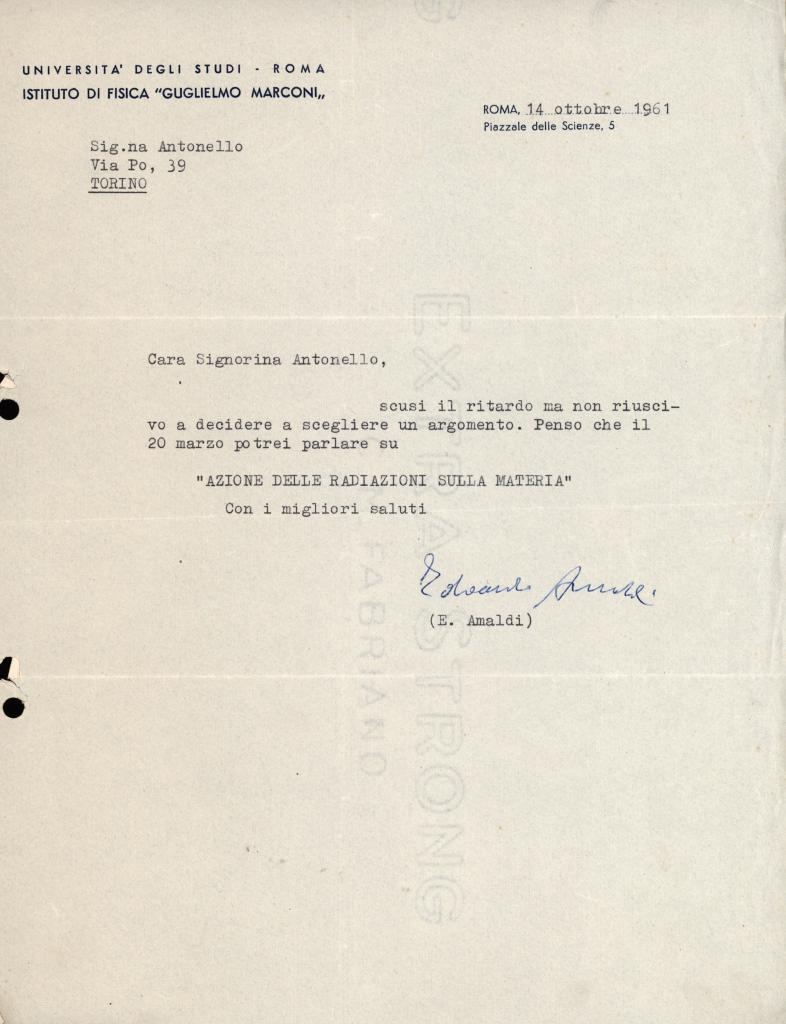 UNIVERSITA' DEGLI STUDI - ROMA
ISTITUTO DI FISICA "GUGLIELMO MARCONI„
ROMA, 14 ottobre 1961
Piazzale delle Scienze, 5
Sig.na Antonello
Via Po, 39
TORINO
Cara Signorina Antonello,
scusi il ritardo ma non riusci-
vo a decidere a scegliere un argomento. Penso che il
20 marzo potrei parlare su
"AZIONE DELLE RADIAZIONI SULLA MATERIA"
Con i migliori saluti
Edoardo Amaldi
(E. Amaldi)
EXTRA STRONG
FABRIANO